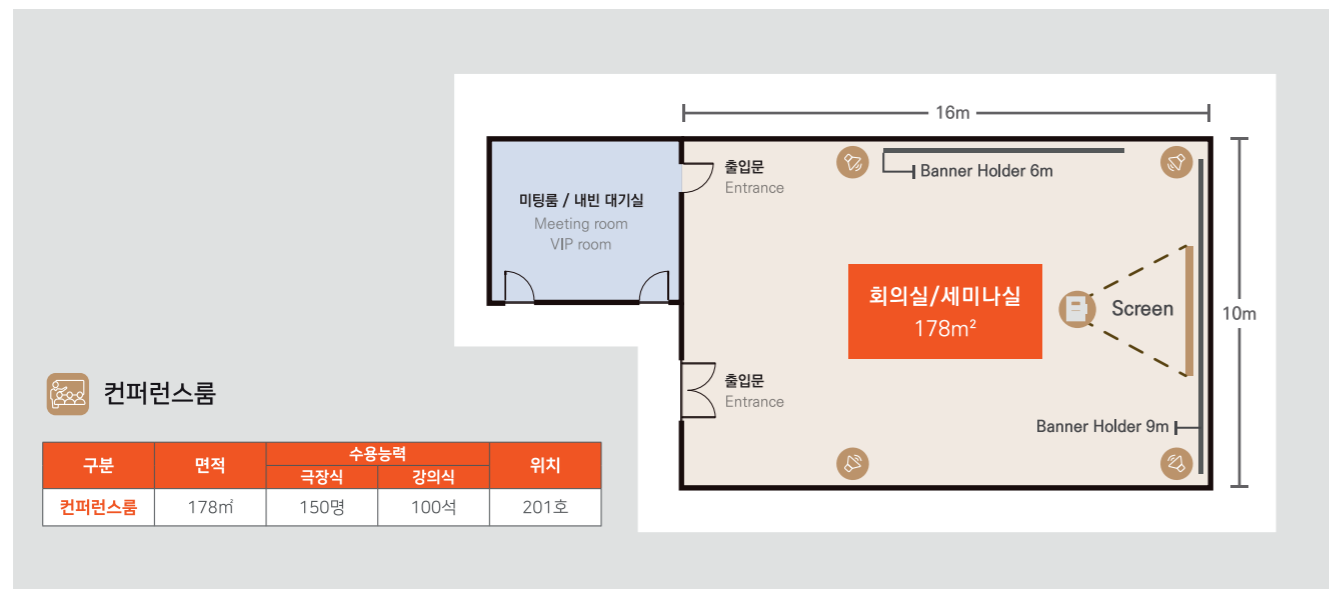 16m
출입문
Entrance
Banner Holder 6m
미팅룸 / 내빈 대기실
Meeting room
VIP room
회의실/세미나실
178m²
Screen
10m
출입문
Entrance
Banner Holder 9m
컨퍼런스룸
구분 면적 수용능력 위치
극장식 강의식
컨퍼런스룸 178㎡ 150명 100석 201호